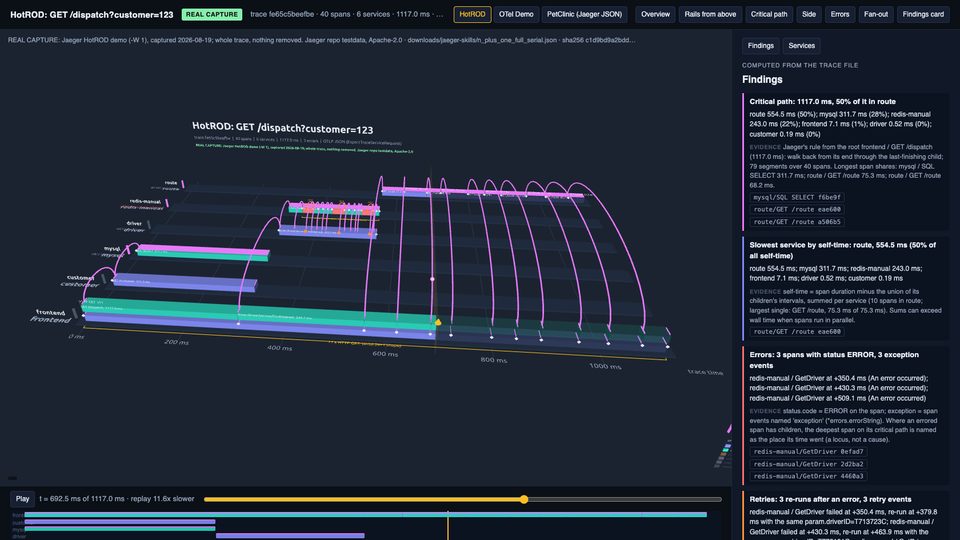 HotROD: GET /dispatch?customer=123
REAL CAPTURE
trace fe65c5beefbe · 40 spans · 6 services · 1117.0 ms · ...
HotROD
OTel Demo
PetClinic (Jaeger JSON)
Overview
Rails from above
Critical path
Side
Errors
Fan-out
Findings card
REAL CAPTURE: Jaeger HotROD demo (-W 1), captured 2026-08-19; whole trace, nothing removed. Jaeger repo testdata, Apache-2.0 · downloads/jaeger-skills/n_plus_one_full_serial.json · sha256 c1d9bd9a2bdd...
HotROD: GET /dispatch?customer=123
route
redis-manual
driver
mysql
customer
customer
frontend
frontend
0 ms
200 ms
400 ms
600 ms
800 ms
1000 ms
trace time
Findings
Services
COMPUTED FROM THE TRACE FILE
Findings
Critical path: 1117.0 ms, 50% of it in route
route 554.5 ms (50%); mysql 311.7 ms (28%); redis-manual
243.0 ms (22%); frontend 7.1 ms (1%); driver 0.52 ms (0%);
customer 0.19 ms (0%)
EVIDENCE Jaeger's rule from the root frontend / GET /dispatch
(1117.0 ms): walk back from its end through the last-finishing child;
79 segments over 40 spans. Longest span shares: mysql / SQL
SELECT 311.7 ms; route / GET /route 75.3 ms; route / GET /route
68.2 ms.
mysql/SQL SELECT f6be9f
route/GET /route eae600
route/GET /route a506b5
Slowest service by self-time: route, 554.5 ms (50% of
all self-time)
route 554.5 ms; mysql 311.7 ms; redis-manual 243.0 ms;
frontend 7.1 ms; driver 0.52 ms; customer 0.19 ms
EVIDENCE self-time = span duration minus the union of its
children's intervals, summed per service (10 spans in route;
largest single: GET /route, 75.3 ms of 75.3 ms). Sums can exceed
wall time when spans run in parallel.
route/GET /route eae600
Errors: 3 spans with status ERROR, 3 exception
events
redis-manual / GetDriver at +350.4 ms (An error occurred);
redis-manual / GetDriver at +430.3 ms (An error occurred);
redis-manual / GetDriver at +509.1 ms (An error occurred)
EVIDENCE status.code = ERROR on the span; exception = span
events named 'exception' (*errors.errorString). Where an errored
span has children, the deepest span on its critical path is named
as the place its time went (a locus, not a cause).
redis-manual/GetDriver 0efad7
redis-manual/GetDriver 2d2ba2
redis-manual/GetDriver 4460a3
Retries: 3 re-runs after an error, 3 retry events
redis-manual / GetDriver failed at +350.4 ms, re-run at +379.8
ms with the same param.driverID=T713723C; redis-manual /
GetDriver failed at +430.3 ms, re-run at +463.9 ms with the
Play
t = 692.5 ms of 1117.0 ms · replay 11.6x slower
driver